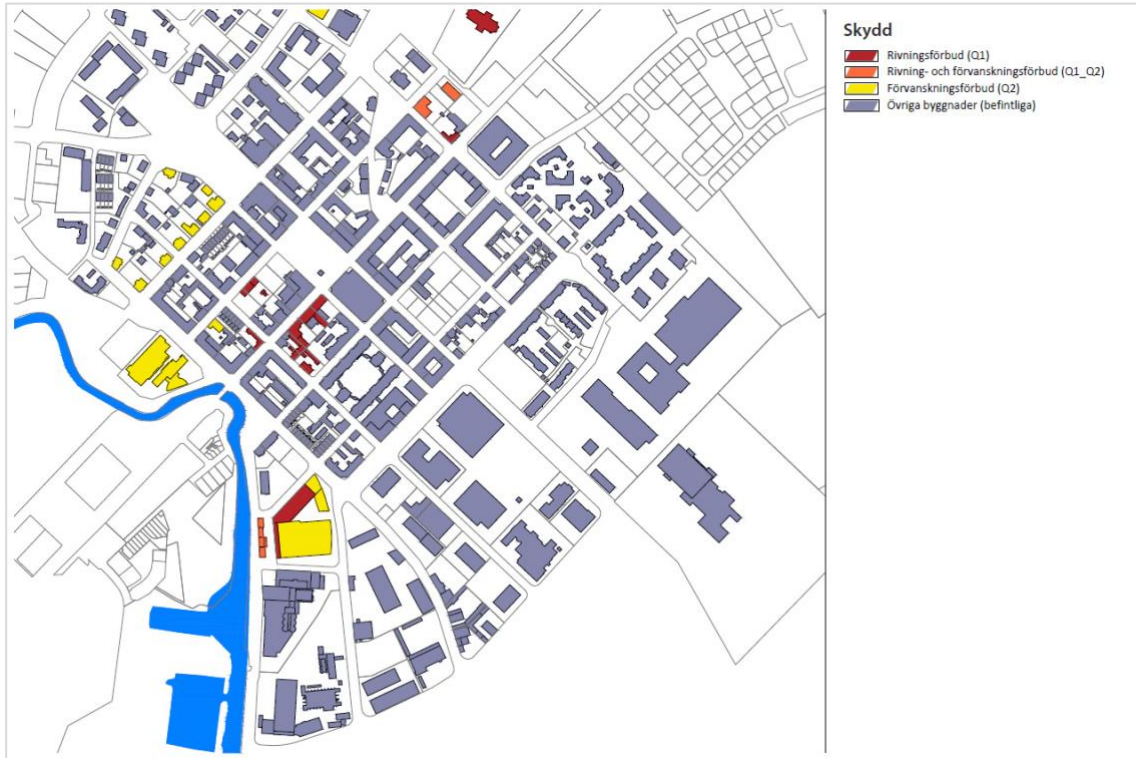 Skydd
Rivningsförbud (Q1)
Rivning- och förvanskningsförbud (Q1_Q2)
Förvanskningsförbud (Q2)
Övriga byggnader (befintliga)